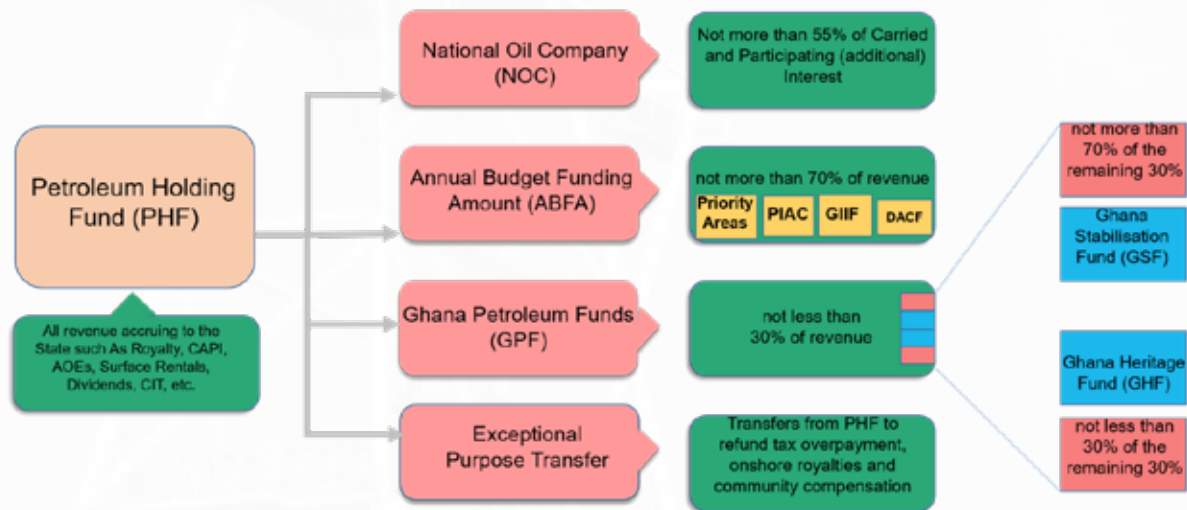 Petroleum Holding
Fund (PHF)
All revenue accruing to the
State such As Royalty, CAPI,
AOEs, Surface Rentals,
Dividends, CIT, etc.
National Oil Company
(NOC)
Not more than 55% of Carried
and Participating (additional)
Interest
Annual Budget Funding
Amount (ABFA)
not more than 70% of revenue
Priority
Areas
PIAC
GIIF
DACF
Ghana Petroleum Funds
(GPF)
not less than
30% of revenue
Exceptional
Purpose Transfer
Transfers from PHF to
refund tax overpayment,
onshore royalties and
community compensation
not more than
70% of the
remaining 30%
Ghana
Stabilisation
Fund (GSF)
Ghana Heritage
Fund (GHF)
not less than
30% of the
remaining 30%